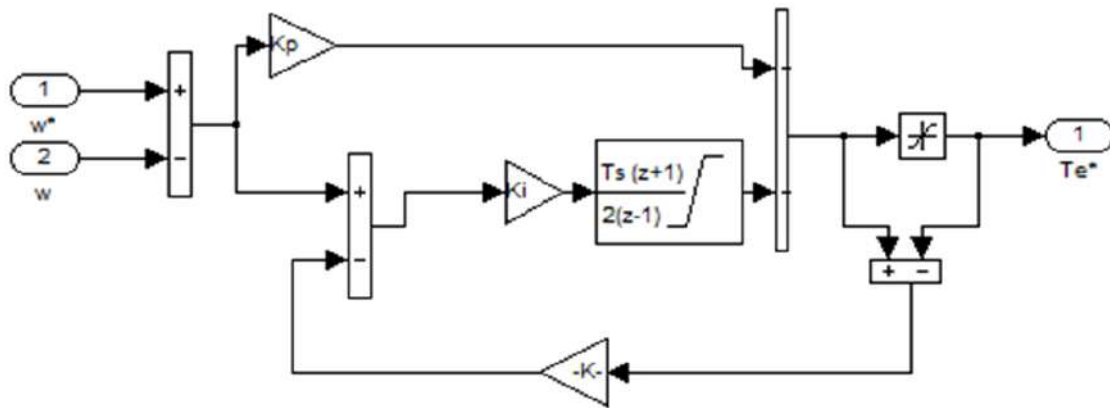 1
w*
2
w
+
−
Kp
+
−
Ki
Ts (z+1)
2(z-1)
+ −
-K-
1
Te*